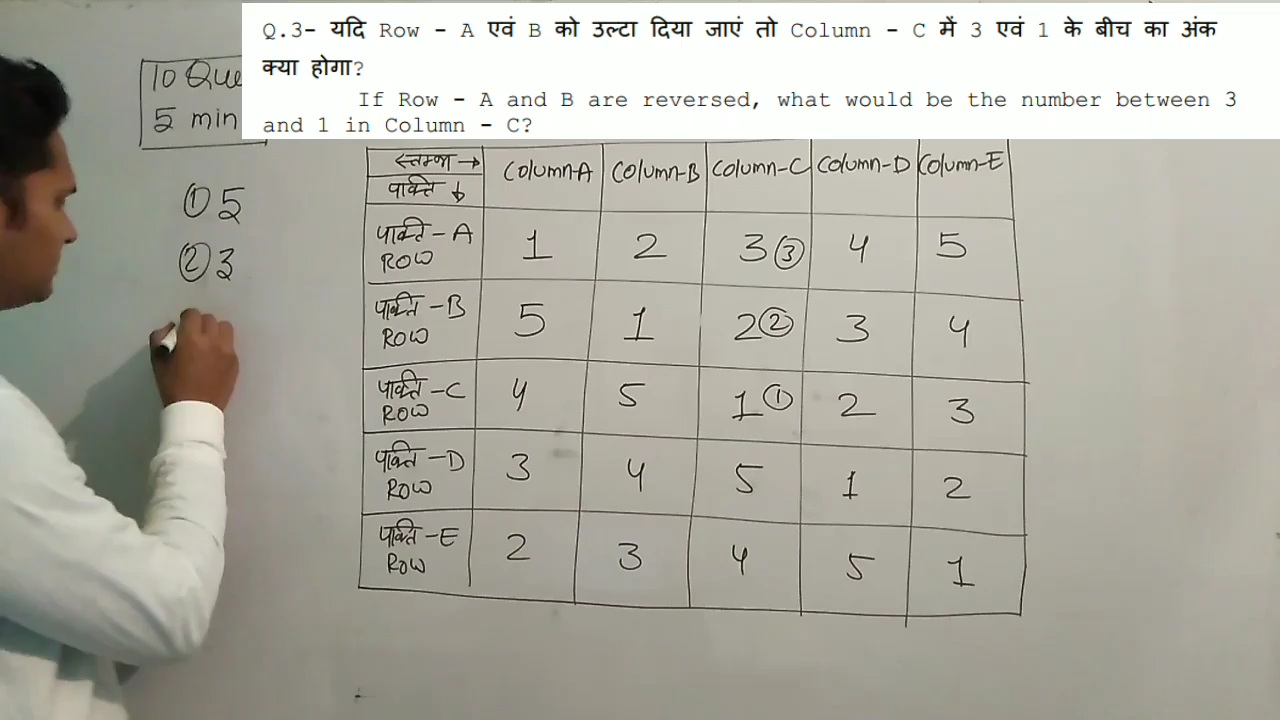 Q.3- यदि Row - A एवं B को उल्टा दिया जाएं तो Column - C में 3 एवं 1 के बीच का अंक
क्या होगा?
If Row - A and B are reversed, what would be the number between 3
and 1 in Column - C?
10 Que
5 min
① 5
② 3
स्तम्भ →
पंक्ति ↓
Column-A Column-B Column-C Column-D Column-E
पंक्ति - A
ROW
1 2 3 ③ 4 5
पंक्ति - B
ROW
5 1 2 ② 3 4
पंक्ति - C
ROW
4 5 1 ① 2 3
पंक्ति - D
ROW
3 4 5 1 2
पंक्ति - E
ROW
2 3 4 5 1